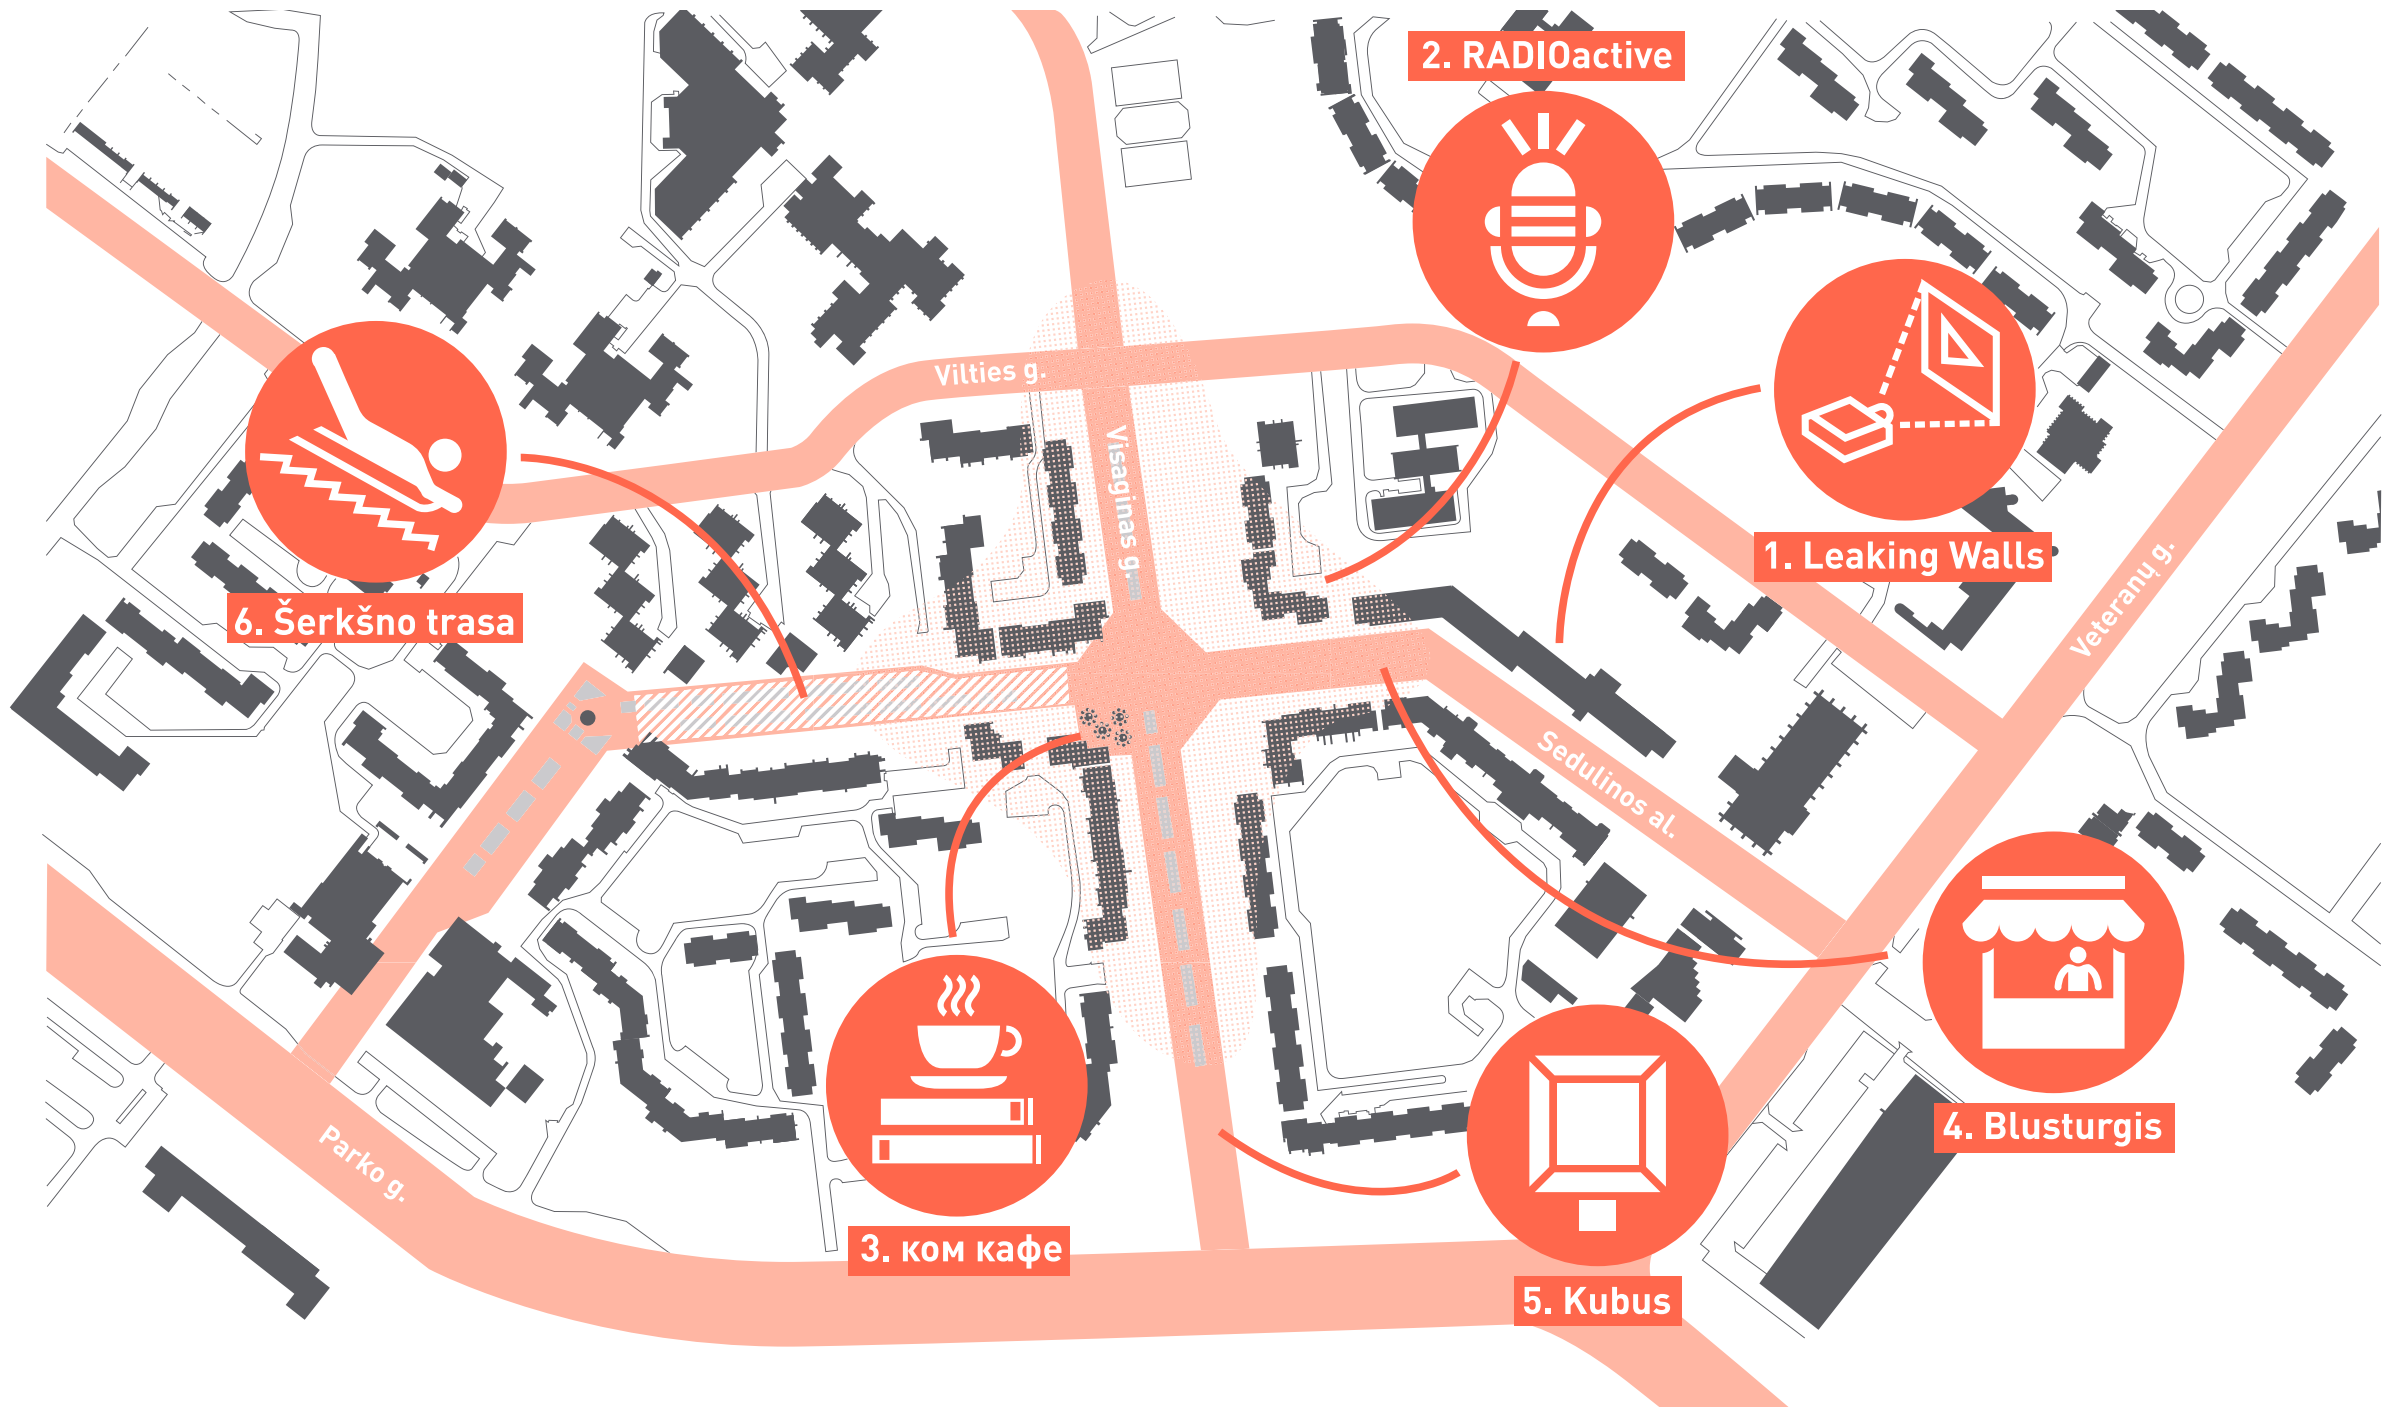 2. RADIOactive
1. Leaking Walls
Vilties g.
Visaginas g.
Veteranų g.
6. Šerkšno trasa
Sedulinos al.
4. Blusturgis
Parko g.
3. ком кафе
5. Kubus